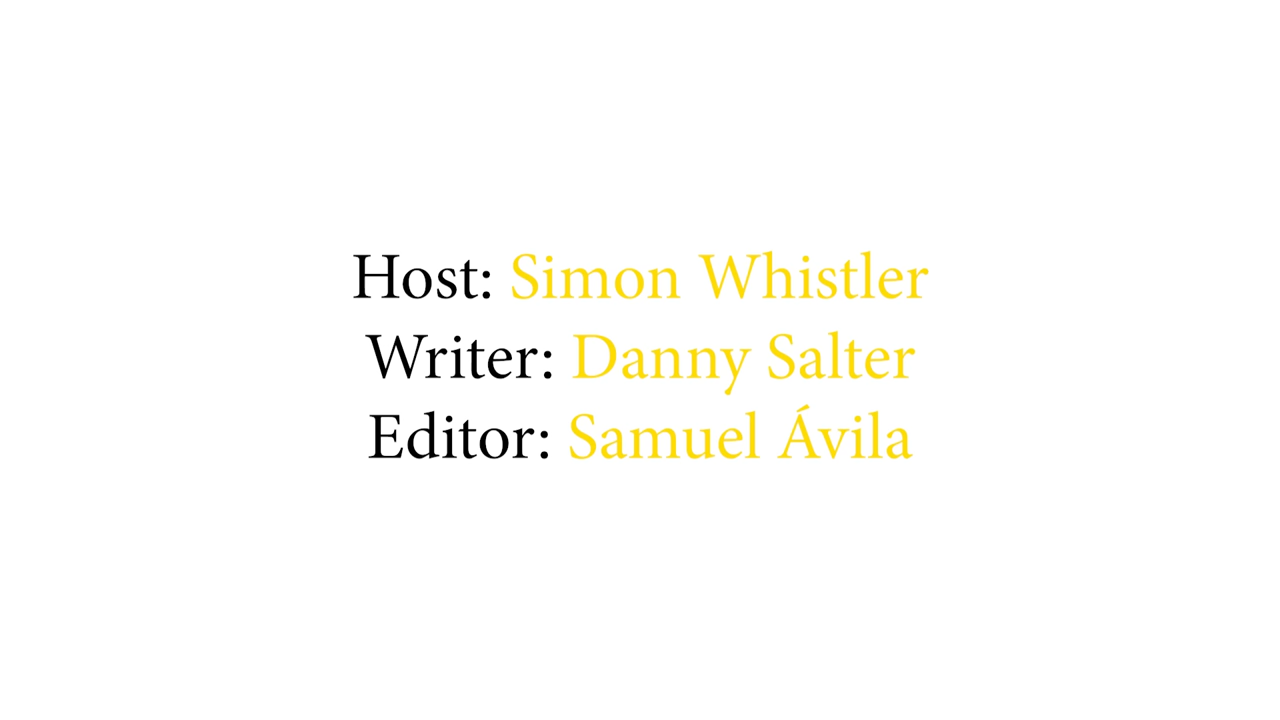 Host: Simon Whistler
Writer: Danny Salter
Editor: Samuel Ávila